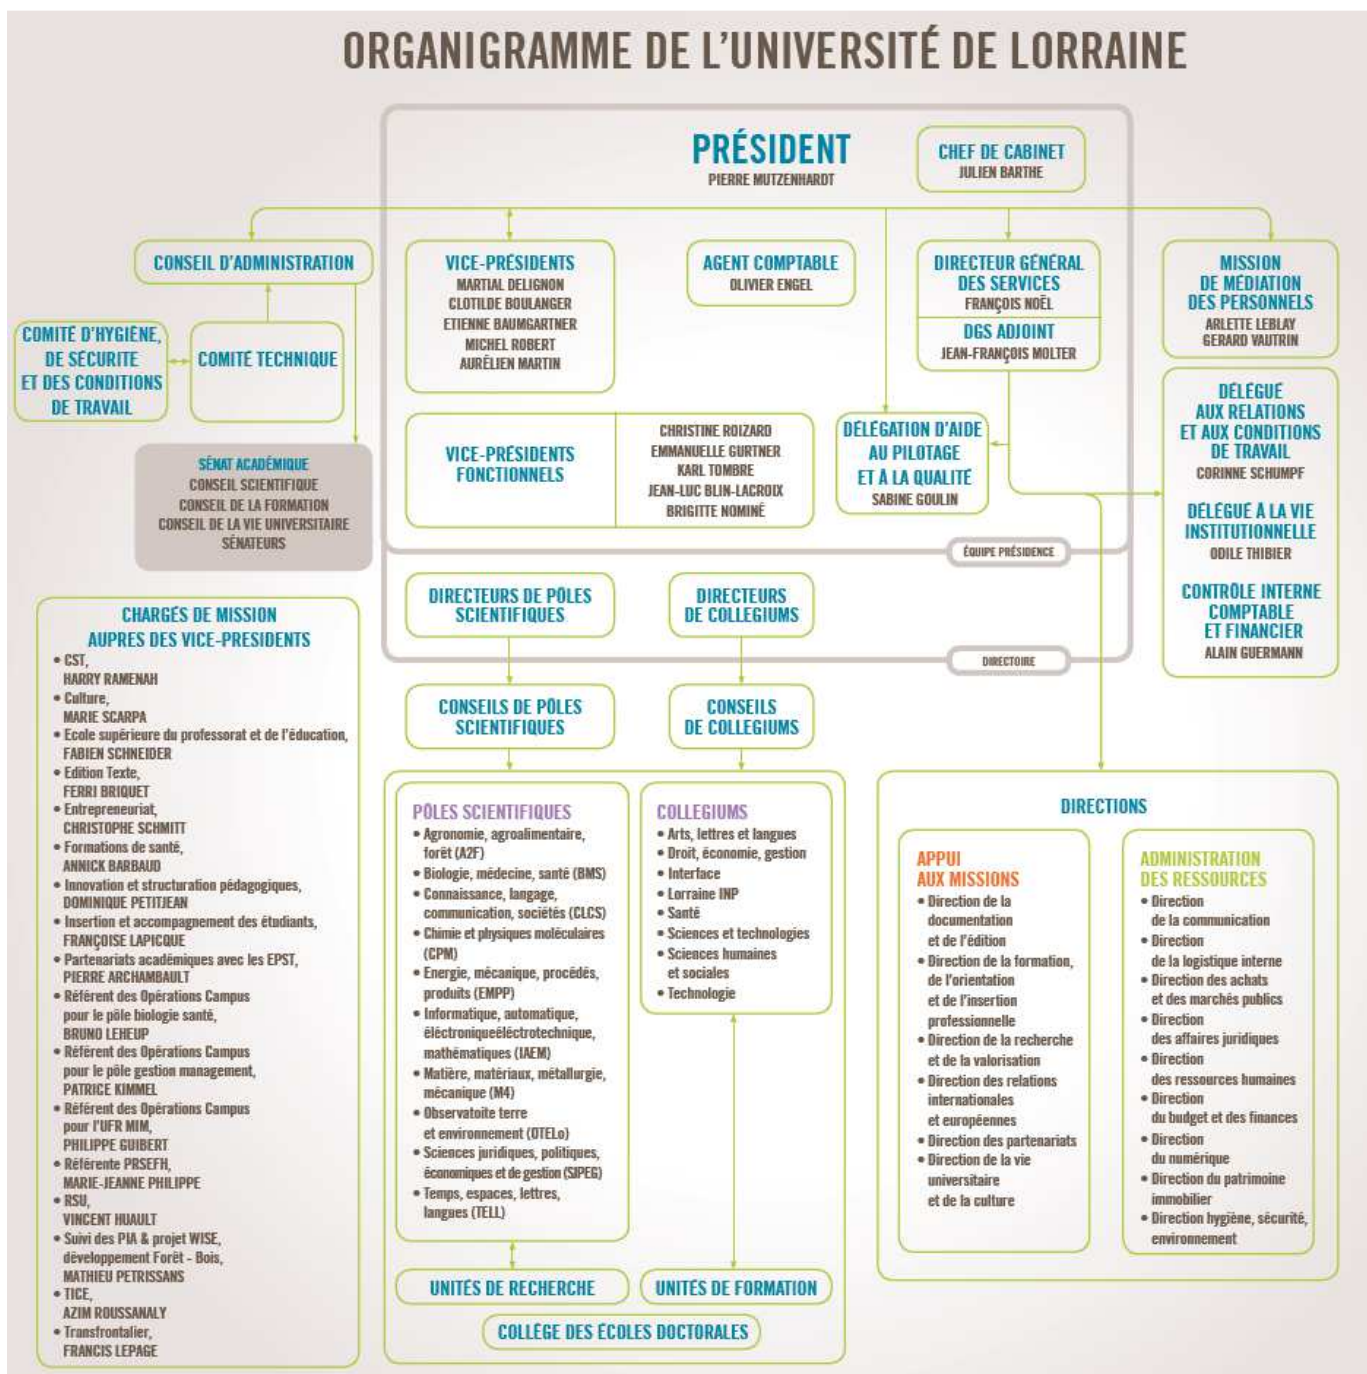 ORGANIGRAMME DE L'UNIVERSITÉ DE LORRAINE
PRÉSIDENT
PIERRE MUTZENHARDT
CHEF DE CABINET
JULIEN BARTHE
CONSEIL D'ADMINISTRATION
COMITÉ D'HYGIÈNE,
DE SÉCURITE
ET DES CONDITIONS
DE TRAVAIL
COMITÉ TECHNIQUE
SÉNAT ACADÉMIQUE
CONSEIL SCIENTIFIQUE
CONSEIL DE LA FORMATION
CONSEIL DE LA VIE UNIVERSITAIRE
SÉNATEURS
VICE-PRÉSIDENTS
MARTIAL DELIGNON
CLOTILDE BOULANGER
ETIENNE BAUMGARTNER
MICHEL ROBERT
AURÉLIEN MARTIN
AGENT COMPTABLE
OLIVIER ENGEL
DIRECTEUR GÉNÉRAL
DES SERVICES
FRANÇOIS NOËL
DGS ADJOINT
JEAN-FRANÇOIS MOLTER
MISSION
DE MÉDIATION
DES PERSONNELS
ARLETTE LEBLAY
GERARD VAUTRIN
VICE-PRÉSIDENTS
FONCTIONNELS
CHRISTINE ROIZARD
EMMANUELLE GURTNER
KARL TOMBRE
JEAN-LUC BLIN-LACROIX
BRIGITTE NOMINÉ
DÉLÉGATION D'AIDE
AU PILOTAGE
ET À LA QUALITÉ
SABINE GOULIN
DÉLÉGUÉ
AUX RELATIONS
ET AUX CONDITIONS
DE TRAVAIL
CORINNE SCHUMPF
DÉLÉGUÉ À LA VIE
INSTITUTIONNELLE
ODILE THIBIER
CONTRÔLE INTERNE
COMPTABLE
ET FINANCIER
ALAIN GUERMANN
ÉQUIPE PRÉSIDENCE
DIRECTEURS DE PÔLES
SCIENTIFIQUES
DIRECTEURS
DE COLLEGIUMS
DIRECTOIRE
CONSEILS DE PÔLES
SCIENTIFIQUES
CONSEILS
DE COLLEGIUMS
CHARGÉS DE MISSION
AUPRES DES VICE-PRESIDENTS
• CST,
HARRY RAMENAH
• Culture,
MARIE SCARPA
• Ecole supérieure du professorat et de l'éducation,
FABIEN SCHNEIDER
• Edition Texte,
FERRI BRIQUET
• Entrepreneuriat,
CHRISTOPHE SCHMITT
• Formations de santé,
ANNICK BARBAUD
• Innovation et structuration pédagogiques,
DOMINIQUE PETITJEAN
• Insertion et accompagnement des étudiants,
FRANÇOISE LAPICQUE
• Partenariats académiques avec les EPST,
PIERRE ARCHAMBAULT
• Référent des Opérations Campus
pour le pôle biologie santé,
BRUNO LEHEUP
• Référent des Opérations Campus
pour le pôle gestion management,
PATRICE KIMMEL
• Référent des Opérations Campus
pour l'UFR MIM,
PHILIPPE GUIBERT
• Référente PRSEFH,
MARIE-JEANNE PHILIPPE
• RSU,
VINCENT HUAULT
• Suivi des PIA & projet WISE,
développement Forêt - Bois,
MATHIEU PETRISSANS
• TICE,
AZIM ROUSSANALY
• Transfrontalier,
FRANCIS LEPAGE
PÔLES SCIENTIFIQUES
• Agronomie, agroalimentaire,
forêt (A2F)
• Biologie, médecine, santé (BMS)
• Connaissance, langage,
communication, sociétés (CLCS)
• Chimie et physiques moléculaires
(CPM)
• Energie, mécanique, procédés,
produits (EMPP)
• Informatique, automatique,
éléctroniqueéléctrotechnique,
mathématiques (IAEM)
• Matière, matériaux, métallurgie,
mécanique (M4)
• Observatoite terre
et environnement (OTELo)
• Sciences juridiques, politiques,
économiques et de gestion (SJPEG)
• Temps, espaces, lettres,
langues (TELL)
COLLEGIUMS
• Arts, lettres et langues
• Droit, économie, gestion
• Interface
• Lorraine INP
• Santé
• Sciences et technologies
• Sciences humaines
et sociales
• Technologie
UNITÉS DE RECHERCHE
UNITÉS DE FORMATION
COLLÈGE DES ÉCOLES DOCTORALES
DIRECTIONS
APPUI
AUX MISSIONS
• Direction de la
documentation
et de l'édition
• Direction de la formation,
de l'orientation
et de l'insertion
professionnelle
• Direction de la recherche
et de la valorisation
• Direction des relations
internationales
et européennes
• Direction des partenariats
• Direction de la vie
universitaire
et de la culture
ADMINISTRATION
DES RESSOURCES
• Direction
de la communication
• Direction
de la logistique interne
• Direction des achats
et des marchés publics
• Direction
des affaires juridiques
• Direction
des ressources humaines
• Direction
du budget et des finances
• Direction
du numérique
• Direction du patrimoine
immobilier
• Direction hygiène, sécurité,
environnement